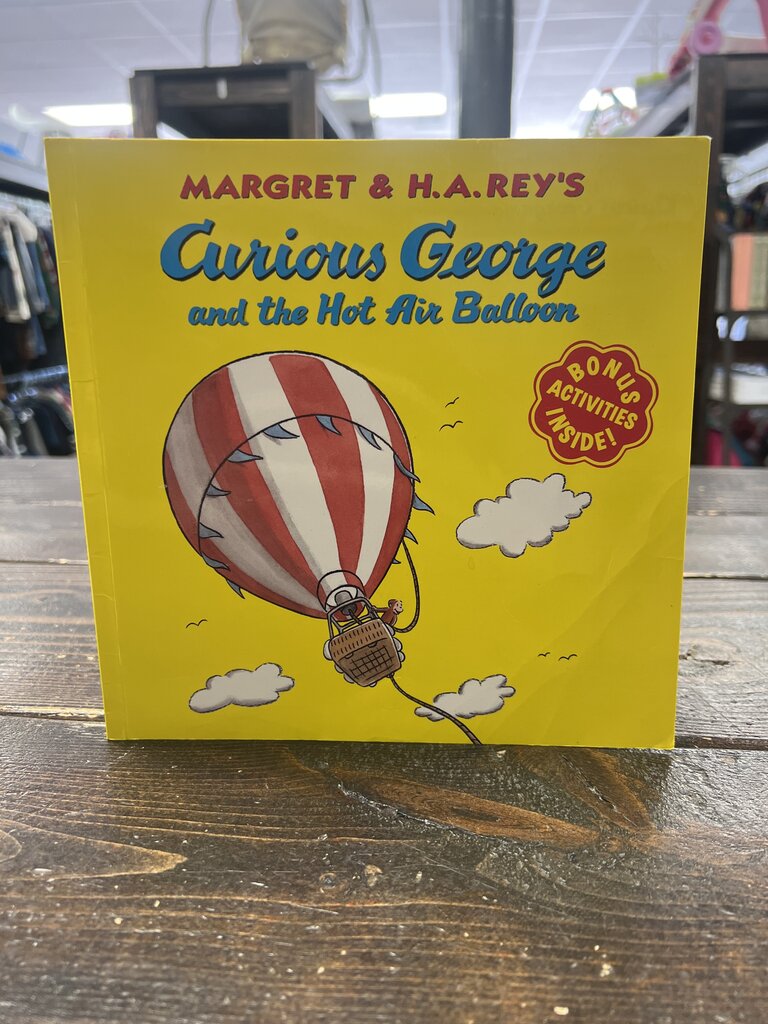 MARGRET & H.A. REY'S
Curious George
and the Hot Air Balloon
BONUS
ACTIVITIES
INSIDE!